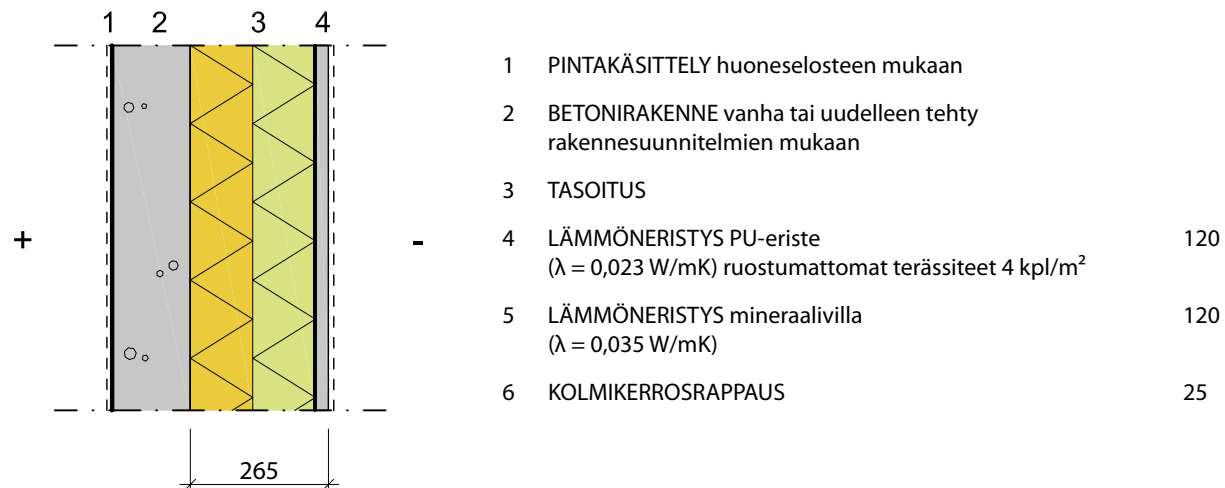 1 2 3 4
+ -
265
1 PINTAKÄSITTELY huoneselosteen mukaan
2 BETONIRAKENNE vanha tai uudelleen tehty
rakennesuunnitelmien mukaan
3 TASOITUS
4 LÄMMÖNERISTYS PU-eriste 120
(λ = 0,023 W/mK) ruostumattomat terässiteet 4 kpl/m²
5 LÄMMÖNERISTYS mineraalivilla 120
(λ = 0,035 W/mK)
6 KOLMIKERROSRAPPAUS 25